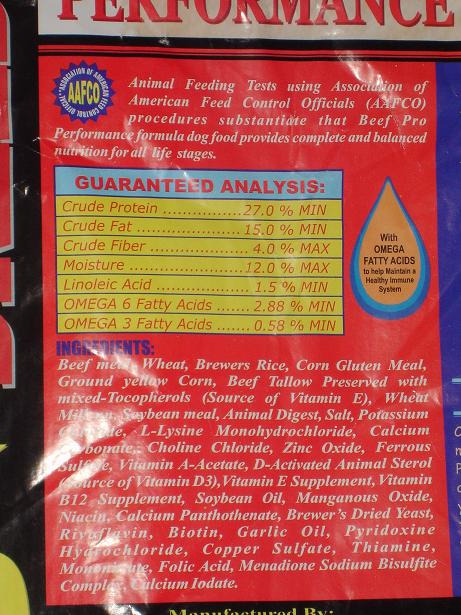 PERFORMANCE
ASSOCIATION OF AMERICAN FEED CONTROL OFFICIALS
AAFCO
Animal Feeding Tests using Association of
American Feed Control Officials (AAFCO)
procedures substantiate that Beef Pro
Performance formula dog food provides complete and balanced
nutrition for all life stages.
GUARANTEED ANALYSIS:
Crude Protein ................27.0 % MIN
Crude Fat ........................15.0 % MIN
Crude Fiber ...................... 4.0 % MAX
Moisture ..........................12.0 % MAX
Linoleic Acid ..................... 1.5 % MIN
OMEGA 6 Fatty Acids ....... 2.88 % MIN
OMEGA 3 Fatty Acids ....... 0.58 % MIN
With
OMEGA
FATTY ACIDS
to help Maintain a
Healthy Immune
System
INGREDIENTS:
Beef meal, Wheat, Brewers Rice, Corn Gluten Meal,
Ground yellow Corn, Beef Tallow Preserved with
mixed-Tocopherols (Source of Vitamin E), Wheat
Soybean meal, Animal Digest, Salt, Potassium
L-Lysine Monohydrochloride, Calcium
Carbonate, Choline Chloride, Zinc Oxide, Ferrous
Sulfate, Vitamin A-Acetate, D-Activated Animal Sterol
(Source of Vitamin D3),Vitamin E Supplement, Vitamin
B12 Supplement, Soybean Oil, Manganous Oxide,
Niacin, Calcium Panthothenate, Brewer's Dried Yeast,
Riboflavin, Biotin, Garlic Oil, Pyridoxine
Hydrochloride, Copper Sulfate, Thiamine,
Mononitrate, Folic Acid, Menadione Sodium Bisulfite
Complex, Calcium Iodate.
Manufactured By: